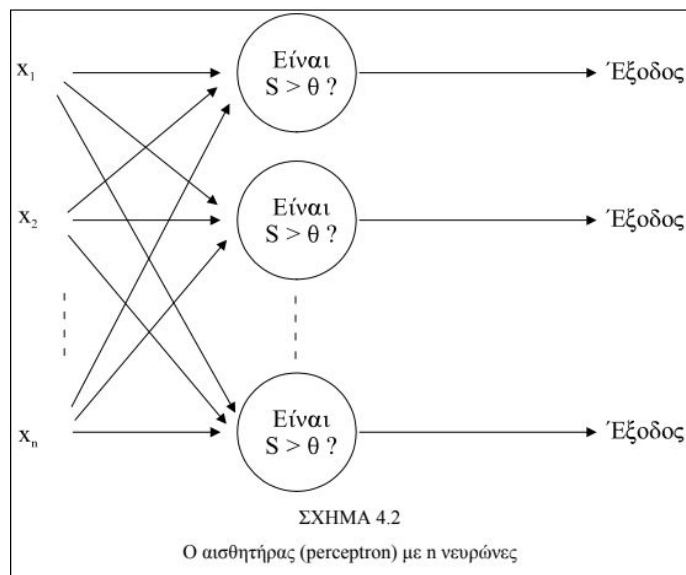 x₁
Είναι
S > θ ?
Έξοδος
x₂
Είναι
S > θ ?
Έξοδος
xₙ
Είναι
S > θ ?
Έξοδος
ΣΧΗΜΑ 4.2
Ο αισθητήρας (perceptron) με n νευρώνες